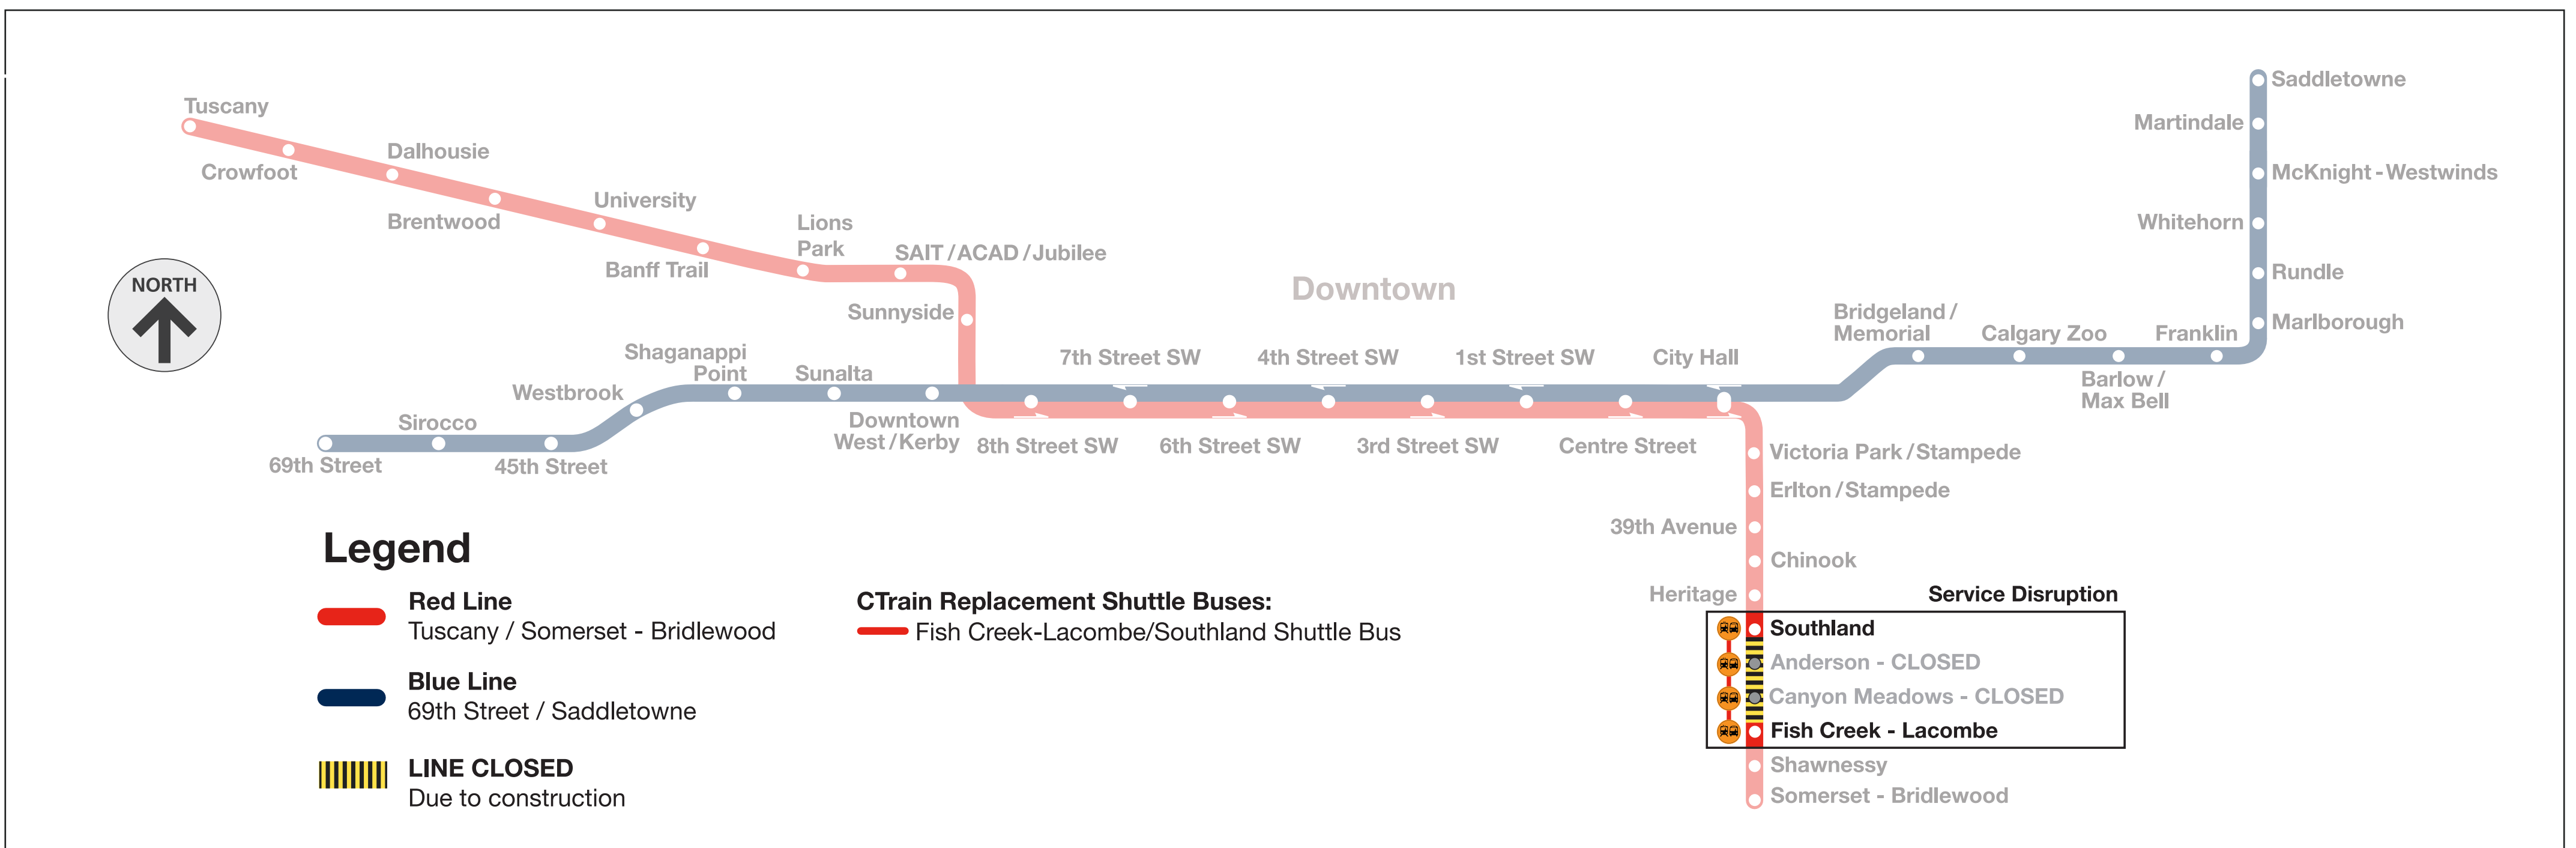 Saddletowne
Tuscany
Martindale
Dalhousie
Crowfoot
McKnight - Westwinds
University
Brentwood
Whitehorn
Lions
Park
SAIT / ACAD / Jubilee
Banff Trail
Rundle
NORTH
Downtown
Sunnyside
Bridgeland /
Memorial
Calgary Zoo
Franklin
Marlborough
Shaganappi
Point
7th Street SW
4th Street SW
1st Street SW
City Hall
Sunalta
Westbrook
Barlow /
Max Bell
Sirocco
Downtown
West / Kerby
8th Street SW
6th Street SW
3rd Street SW
Centre Street
69th Street
45th Street
Victoria Park / Stampede
Erlton / Stampede
39th Avenue
Chinook
Heritage
Service Disruption
Southland
Anderson - CLOSED
Canyon Meadows - CLOSED
Fish Creek - Lacombe
Shawnessy
Somerset - Bridlewood
Legend
Red Line
Tuscany / Somerset - Bridlewood
Blue Line
69th Street / Saddletowne
LINE CLOSED
Due to construction
CTrain Replacement Shuttle Buses:
Fish Creek-Lacombe/Southland Shuttle Bus